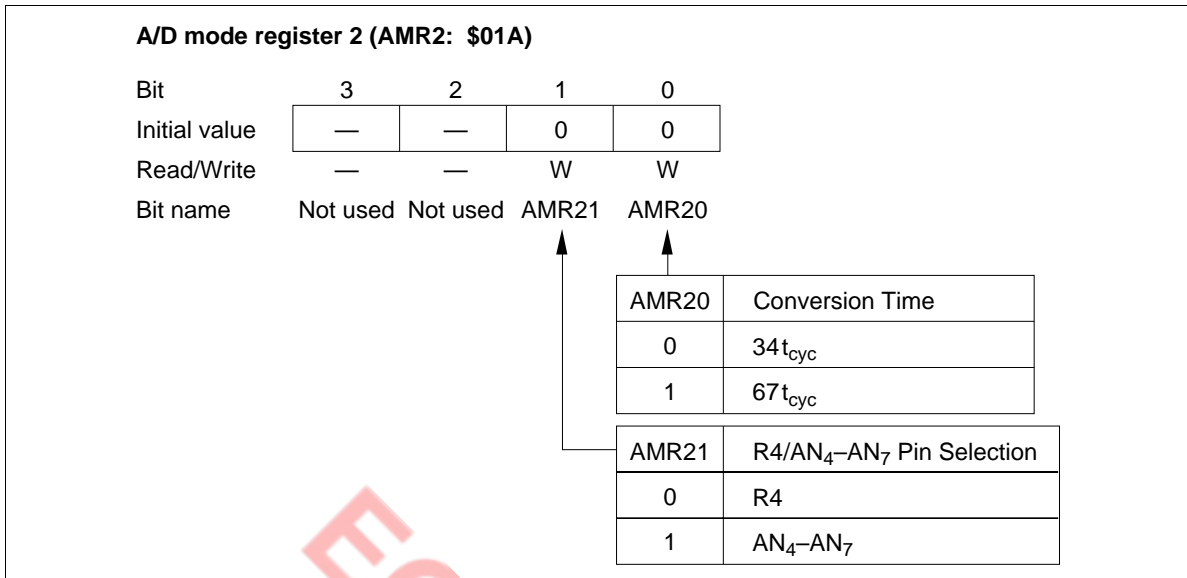 A/D mode register 2 (AMR2: $01A)
Bit 3 2 1 0
Initial value — — 0 0
Read/Write — — W W
Bit name Not used Not used AMR21 AMR20
AMR20 Conversion Time
0 34tcyc
1 67tcyc
AMR21 R4/AN4–AN7 Pin Selection
0 R4
1 AN4–AN7